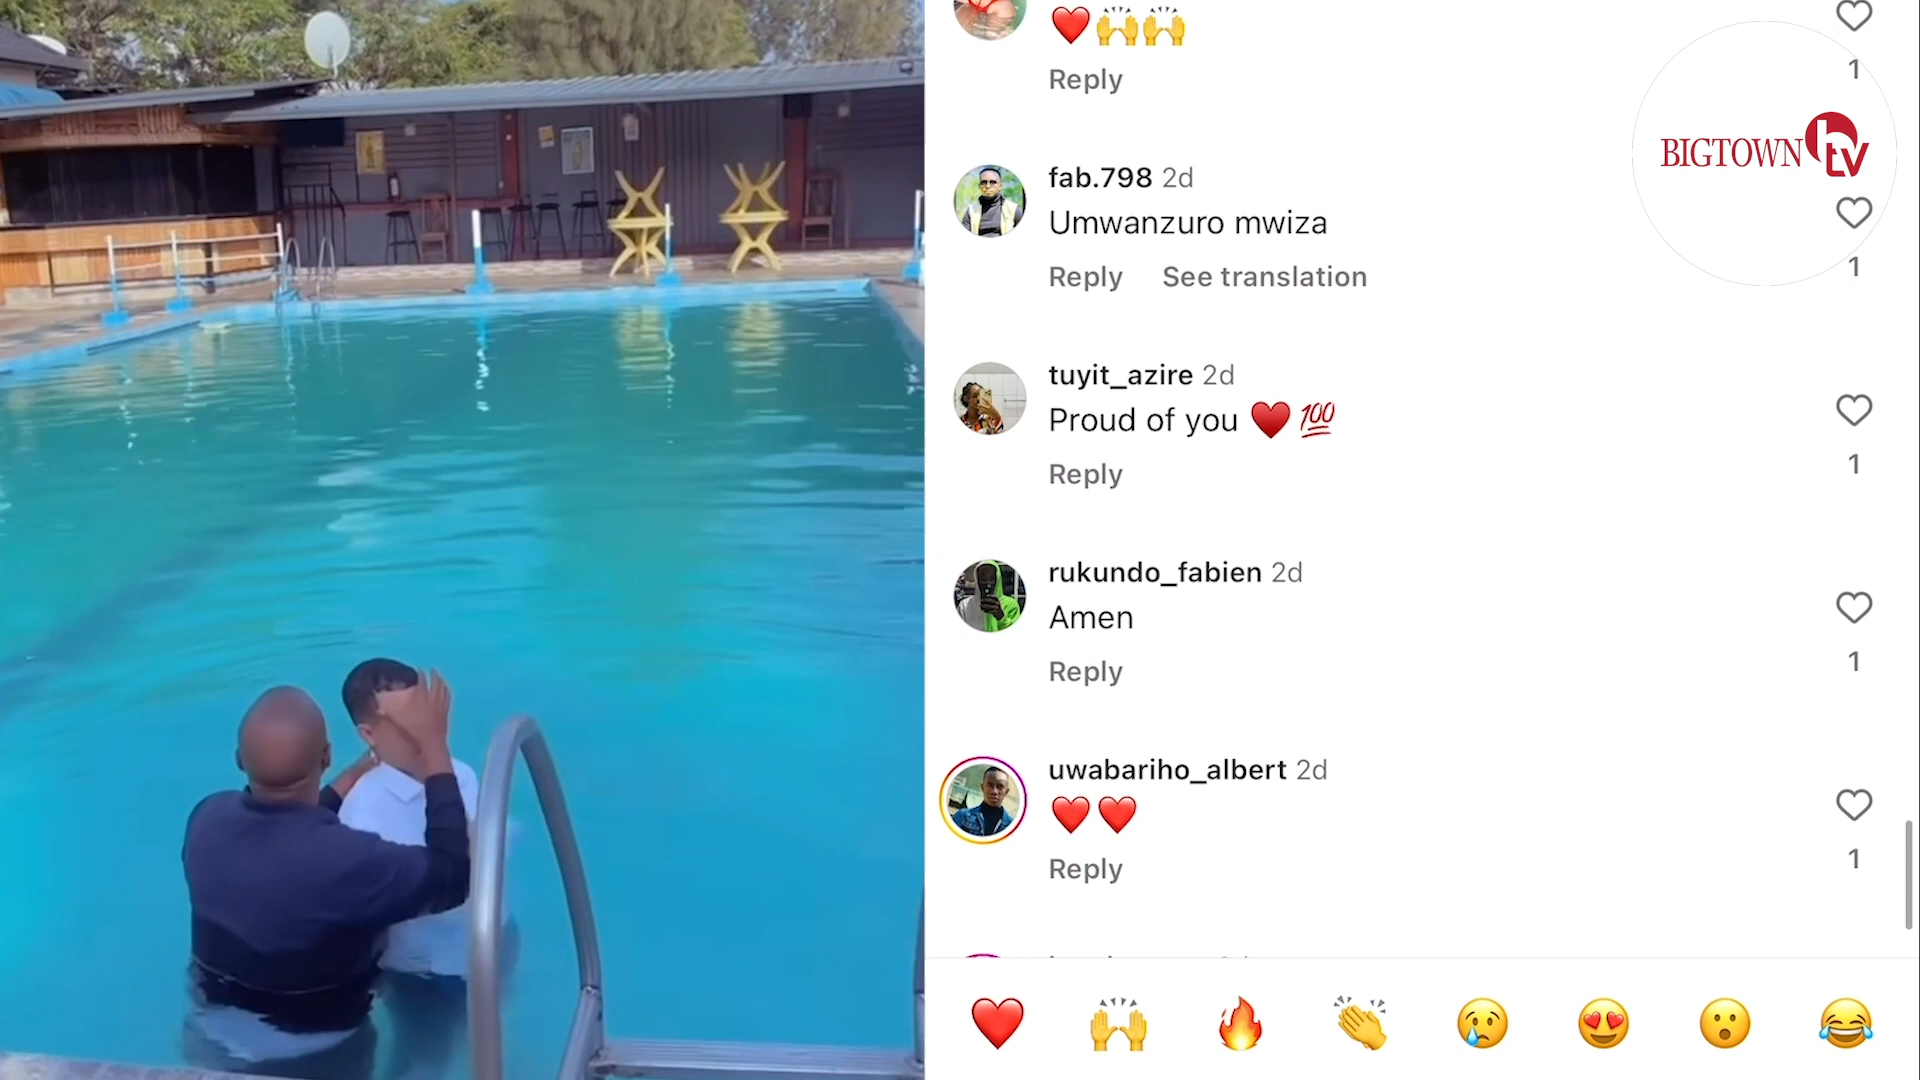 Reply
1
BIGTOWN tv
fab.798 2d
Umwanzuro mwiza
Reply See translation
1
tuyit_azire 2d
Proud of you ❤️ 💯
Reply
1
rukundo_fabien 2d
Amen
Reply
1
uwabariho_albert 2d
Reply
1